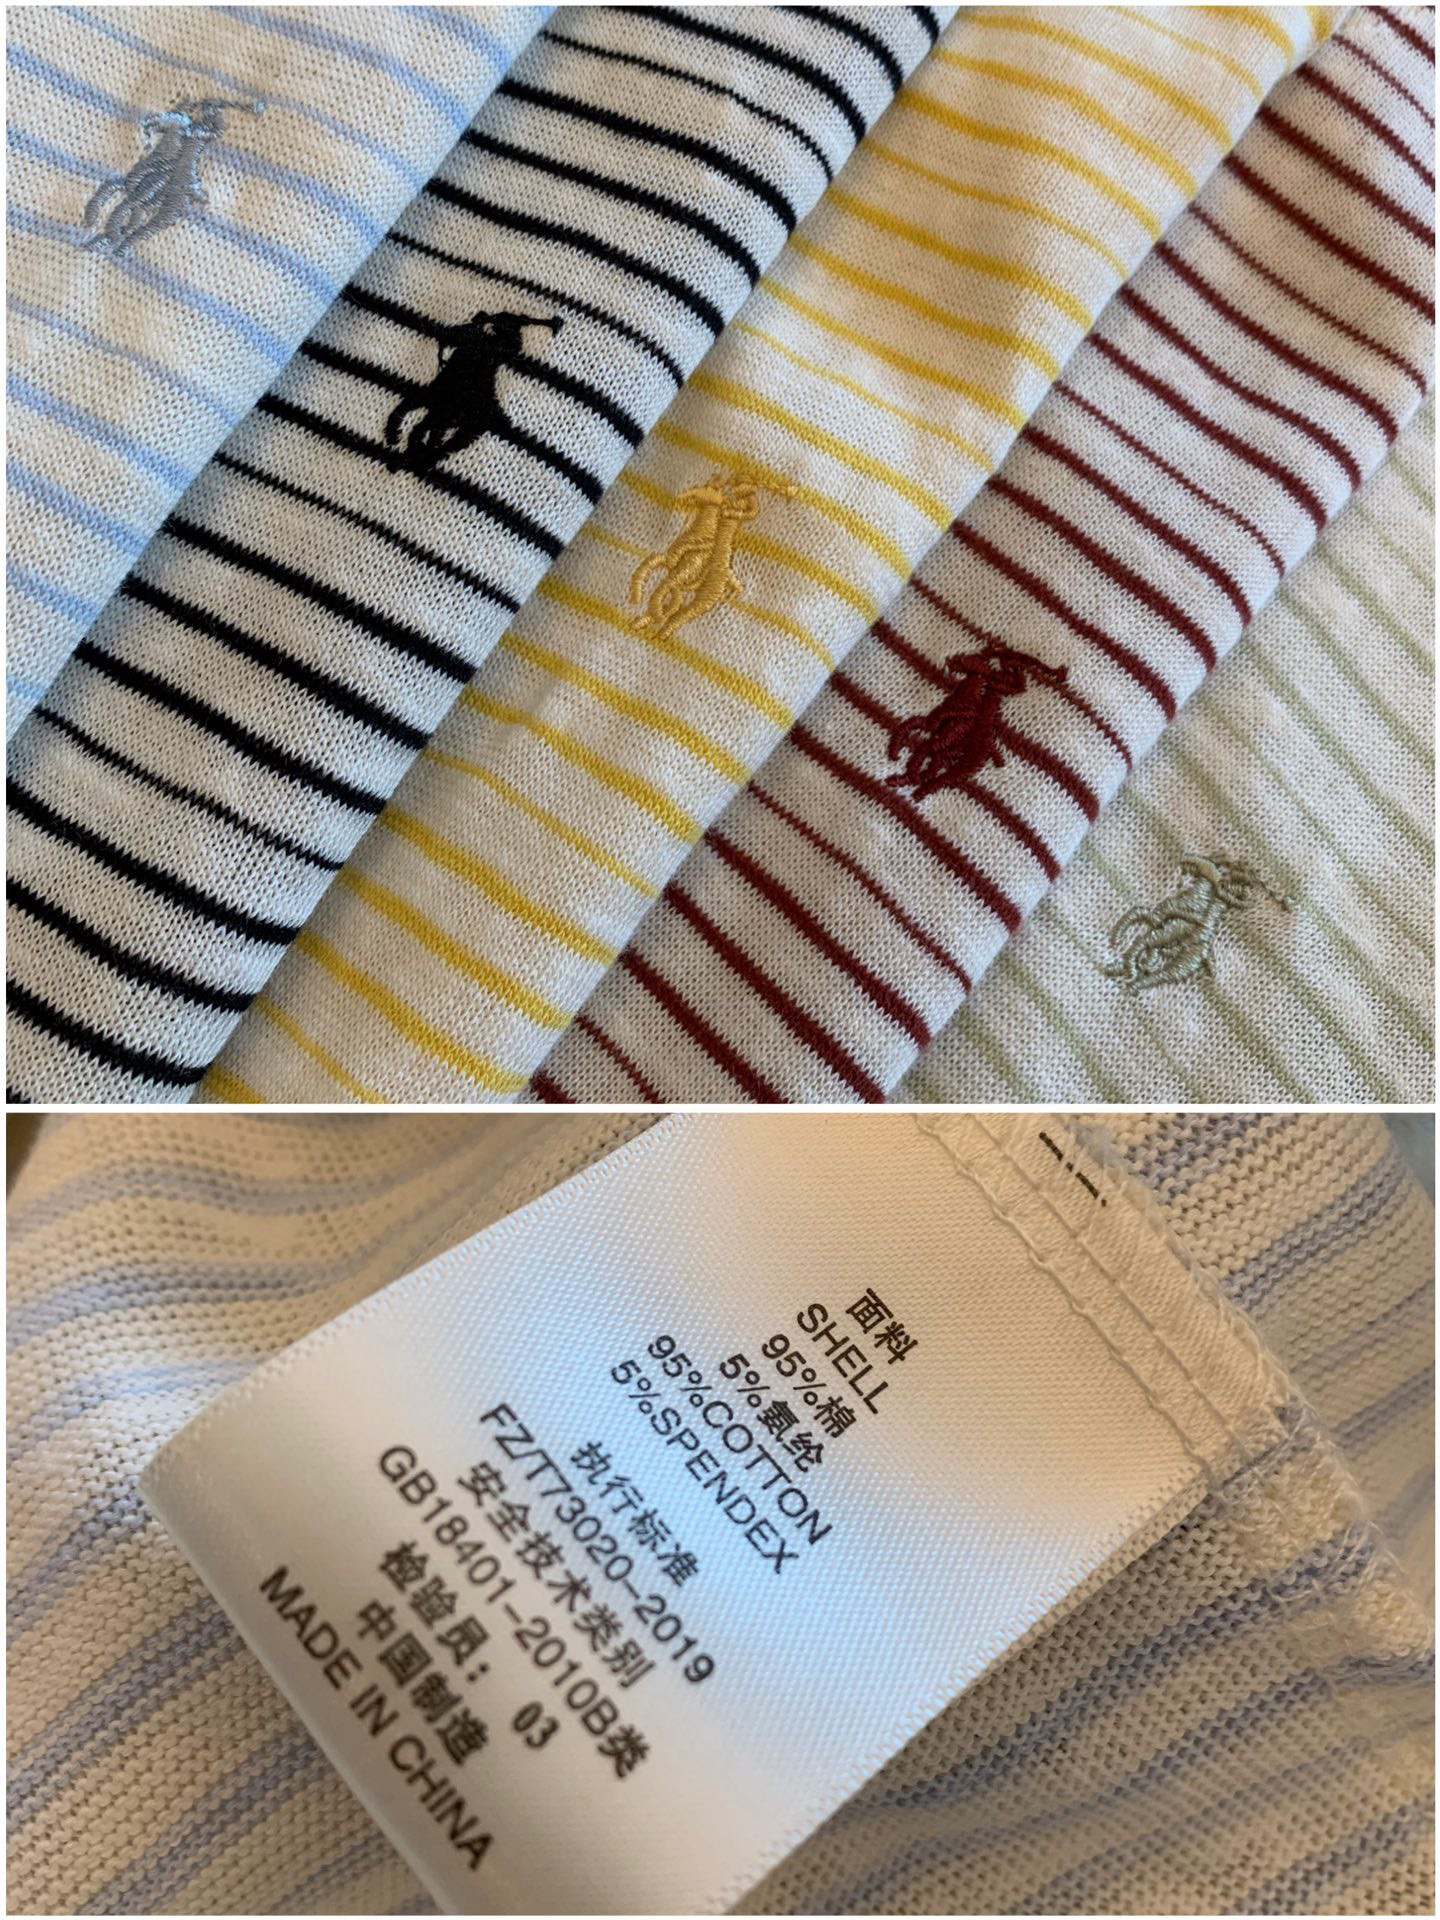 面料
SHELL
95%棉
5%氨纶
95%COTTON
5%SPENDEX
执行标准
FZ/T73020-2019
安全技术类别
GB18401-2010B类
检验员：03
中国制造
MADE IN CHINA